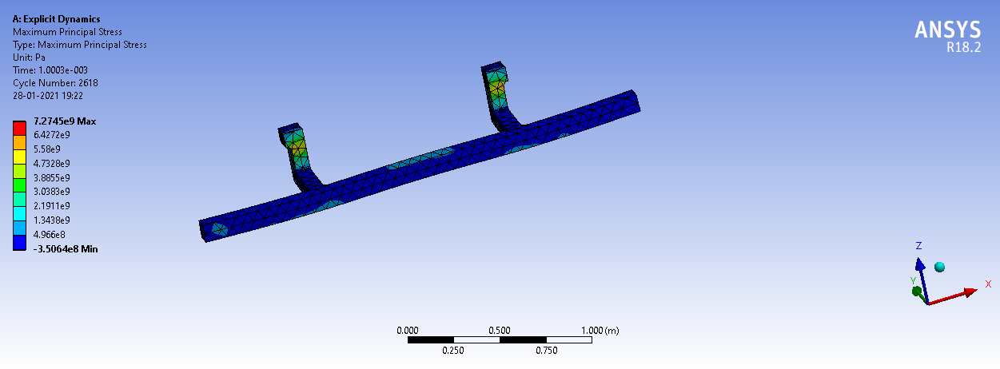 A: Explicit Dynamics
Maximum Principal Stress
Type: Maximum Principal Stress
Unit: Pa
Time: 1.0003e-003
Cycle Number: 2618
28-01-2021 19:22
7.2745e9 Max
6.4272e9
5.58e9
4.7328e9
3.8855e9
3.0383e9
2.1911e9
1.3438e9
4.966e8
-3.5064e8 Min
ANSYS
R18.2
Z
Y
X
0.000 0.500 1.000 (m)
0.250 0.750